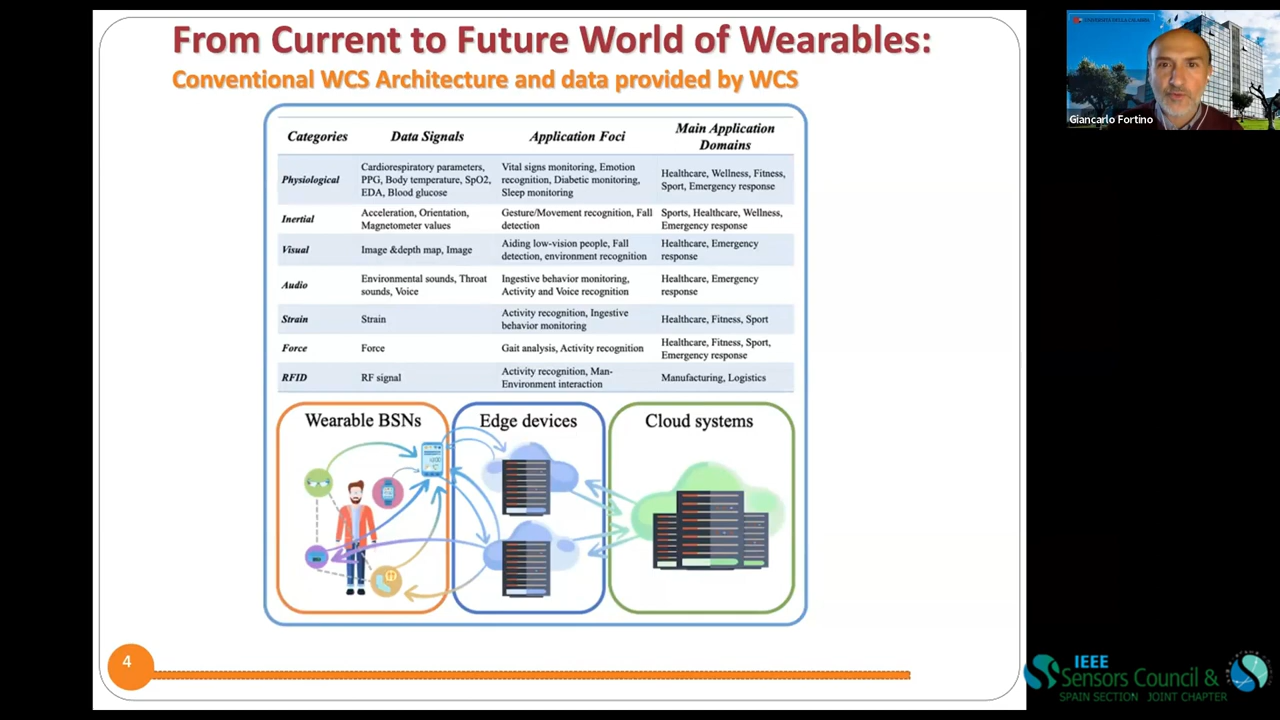 From Current to Future World of Wearables:
Conventional WCS Architecture and data provided by WCS
Categories Data Signals Application Foci Main Application Domains
Physiological
Cardiorespiratory parameters,
PPG, Body temperature, SpO2,
EDA, Blood glucose
Vital signs monitoring, Emotion
recognition, Diabetic monitoring,
Sleep monitoring
Healthcare, Wellness, Fitness,
Sport, Emergency response
Inertial
Acceleration, Orientation,
Magnetometer values
Gesture/Movement recognition, Fall
detection
Sports, Healthcare, Wellness,
Emergency response
Visual
Image &depth map, Image
Aiding low-vision people, Fall
detection, environment recognition
Healthcare, Emergency
response
Audio
Environmental sounds, Throat
sounds, Voice
Ingestive behavior monitoring,
Activity and Voice recognition
Healthcare, Emergency
response
Strain
Strain
Activity recognition, Ingestive
behavior monitoring
Healthcare, Fitness, Sport
Force
Force
Gait analysis, Activity recognition
Healthcare, Fitness, Sport,
Emergency response
RFID
RF signal
Activity recognition, Man-
Environment interaction
Manufacturing, Logistics
Wearable BSNs
Edge devices
Cloud systems
4
Giancarlo Fortino
IEEE
Sensors Council &
SPAIN SECTION JOINT CHAPTER